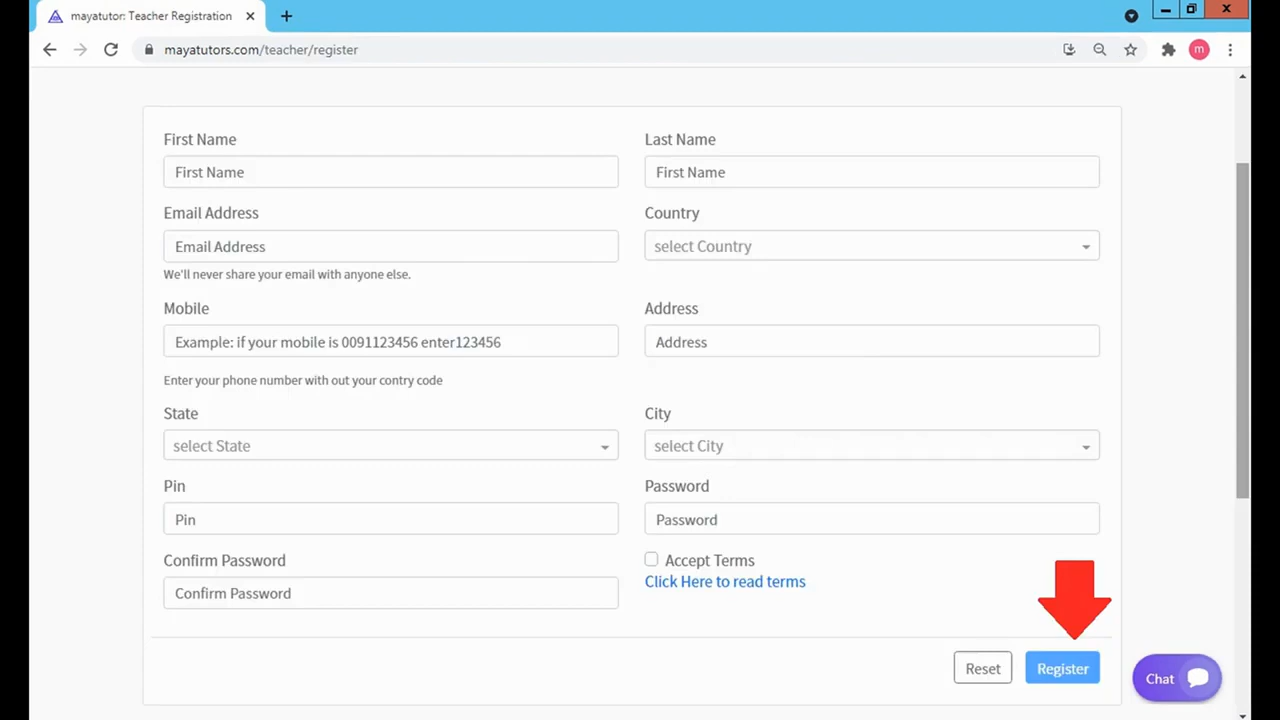 mayatutor: Teacher Registration
mayatutors.com/teacher/register
m
First Name
Last Name
First Name
First Name
Email Address
Country
Email Address
select Country
We'll never share your email with anyone else.
Mobile
Address
Example: if your mobile is 0091123456 enter123456
Address
Enter your phone number with out your contry code
State
City
select State
select City
Pin
Password
Pin
Password
Confirm Password
Accept Terms
Click Here to read terms
Confirm Password
Reset
Register
Chat